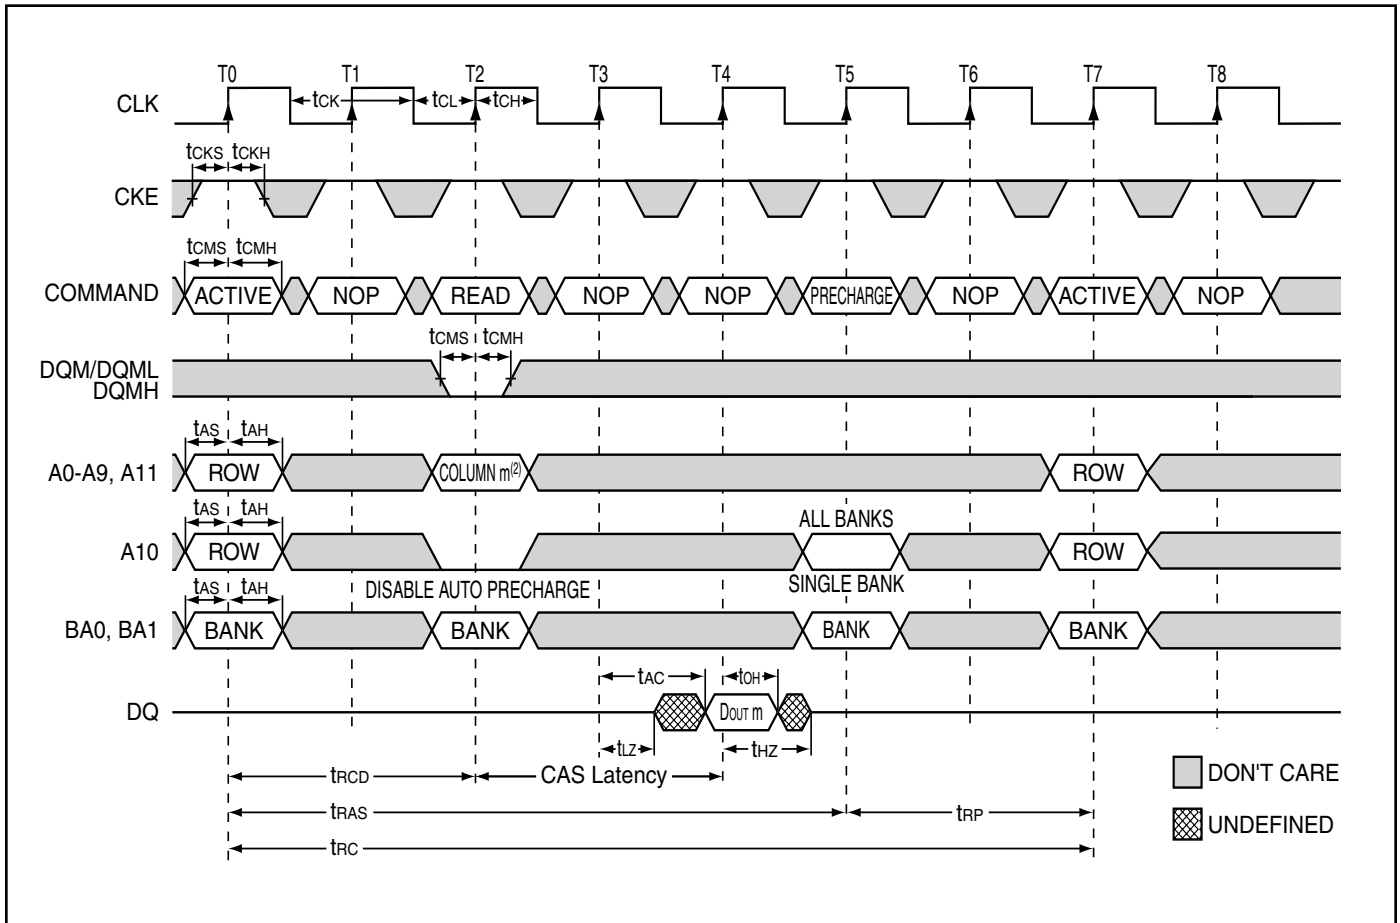 T0 T1 T2 T3 T4 T5 T6 T7 T8
CLK
tCK tCL tCH
tCKS tCKH
CKE
tCMS tCMH
COMMAND ACTIVE NOP READ NOP NOP PRECHARGE NOP ACTIVE NOP
tCMS tCMH
DQM/DQML
DQMH
tAS tAH
A0-A9, A11 ROW COLUMN m(2) ROW
tAS tAH
ALL BANKS
A10 ROW ROW
DISABLE AUTO PRECHARGE SINGLE BANK
tAS tAH
BA0, BA1 BANK BANK BANK BANK
tAC tOH
DQ DOUT m
tLZ tHZ
tRCD CAS Latency
DON'T CARE
tRAS tRP
UNDEFINED
tRC